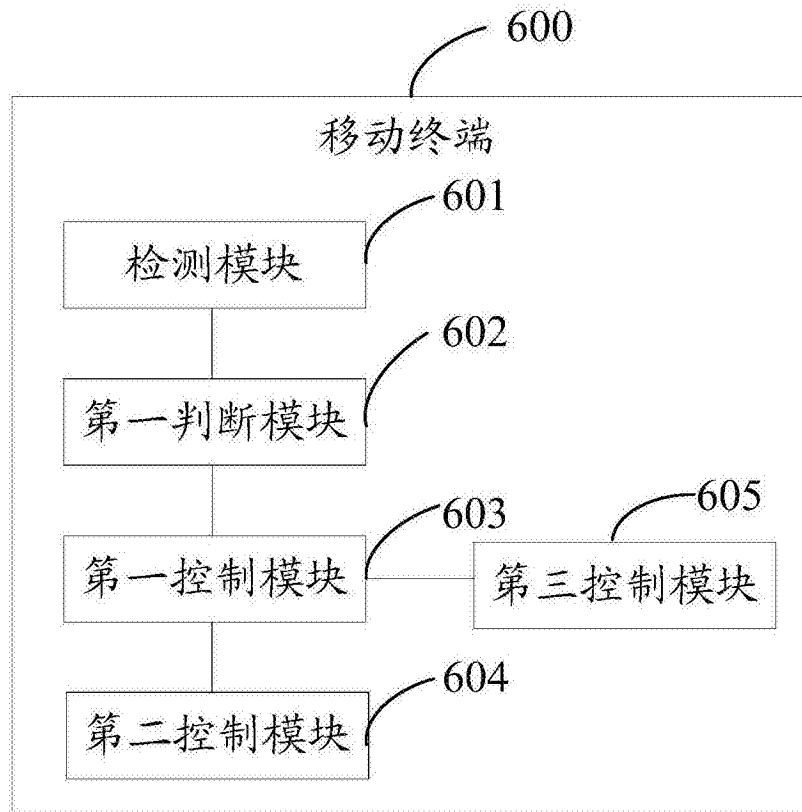 600
移动终端
601
检测模块
602
第一判断模块
603
第一控制模块
605
第三控制模块
604
第二控制模块